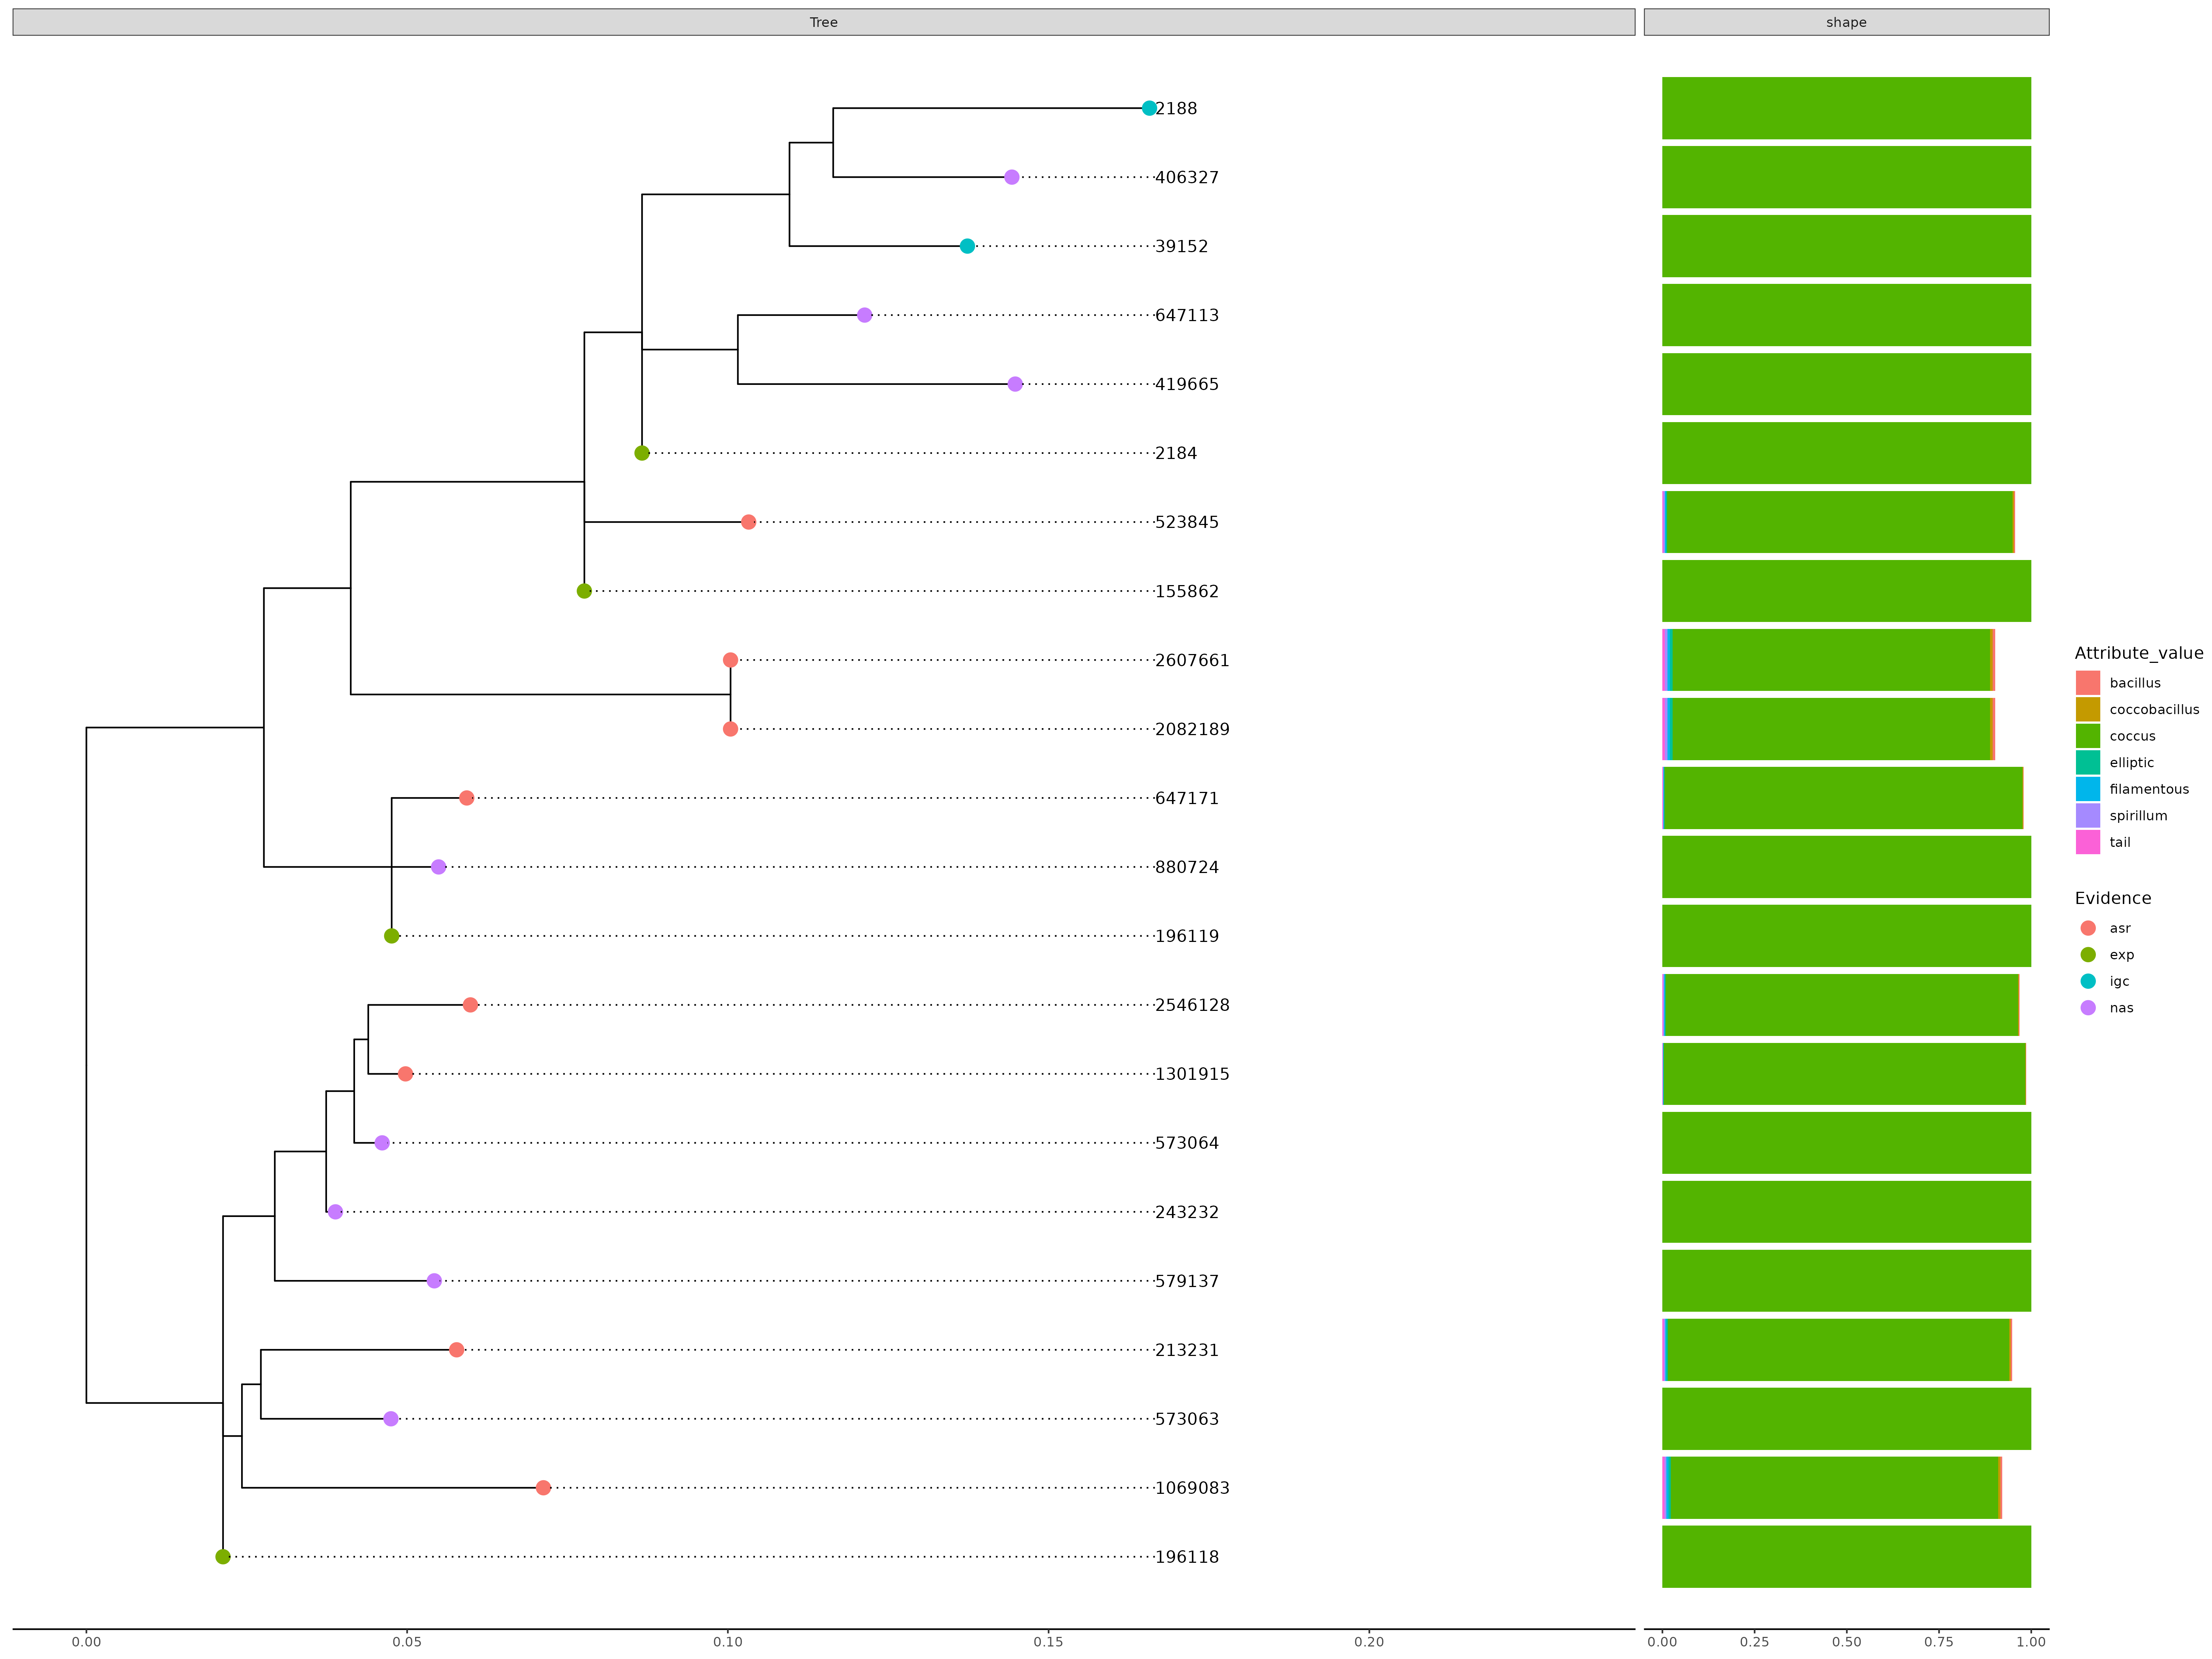 Tree
shape
2188
406327
39152
647113
419665
2184
523845
155862
2607661
2082189
647171
880724
196119
2546128
1301915
573064
243232
579137
213231
573063
1069083
196118
0.00 0.05 0.10 0.15 0.20
0.00 0.25 0.50 0.75 1.00
Attribute_value
bacillus
coccobacillus
coccus
elliptic
filamentous
spirillum
tail
Evidence
asr
exp
igc
nas